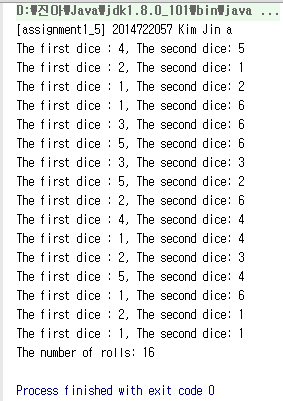 D:₩진아₩Java₩jdk1.8.0_101₩bin₩java ...
[assignment1_5] 2014722057 Kim Jin a
The first dice : 4, The second dice: 5
The first dice : 2, The second dice: 1
The first dice : 1, The second dice: 2
The first dice : 1, The second dice: 6
The first dice : 3, The second dice: 6
The first dice : 5, The second dice: 6
The first dice : 3, The second dice: 3
The first dice : 5, The second dice: 2
The first dice : 2, The second dice: 6
The first dice : 4, The second dice: 4
The first dice : 1, The second dice: 4
The first dice : 2, The second dice: 3
The first dice : 5, The second dice: 4
The first dice : 1, The second dice: 6
The first dice : 2, The second dice: 1
The first dice : 1, The second dice: 1
The number of rolls: 16
Process finished with exit code 0